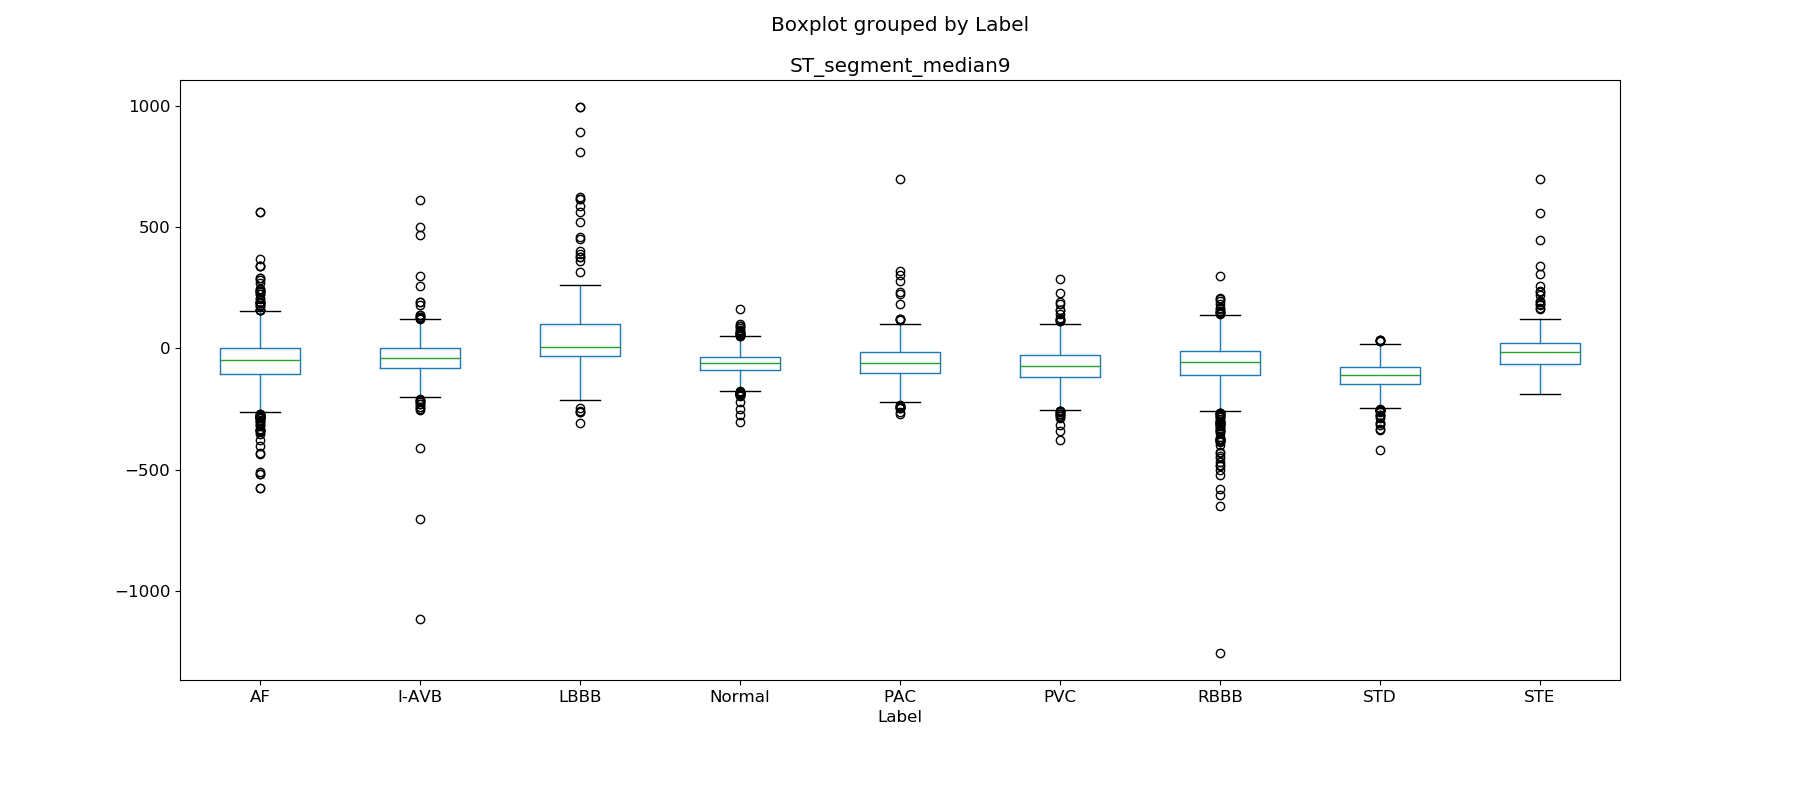 Boxplot grouped by Label
ST_segment_median9
1000
500
0
−500
−1000
AF I-AVB LBBB Normal PAC PVC RBBB STD STE
Label